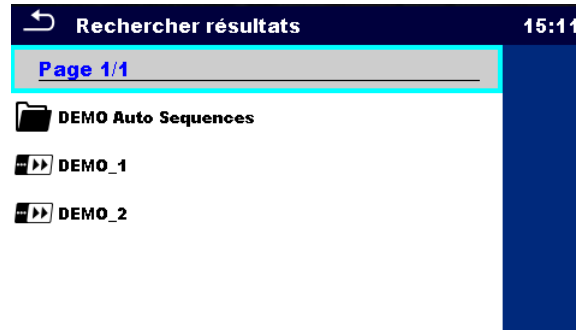 Rechercher résultats 15:11
Page 1/1
DEMO Auto Sequences
DEMO_1
DEMO_2